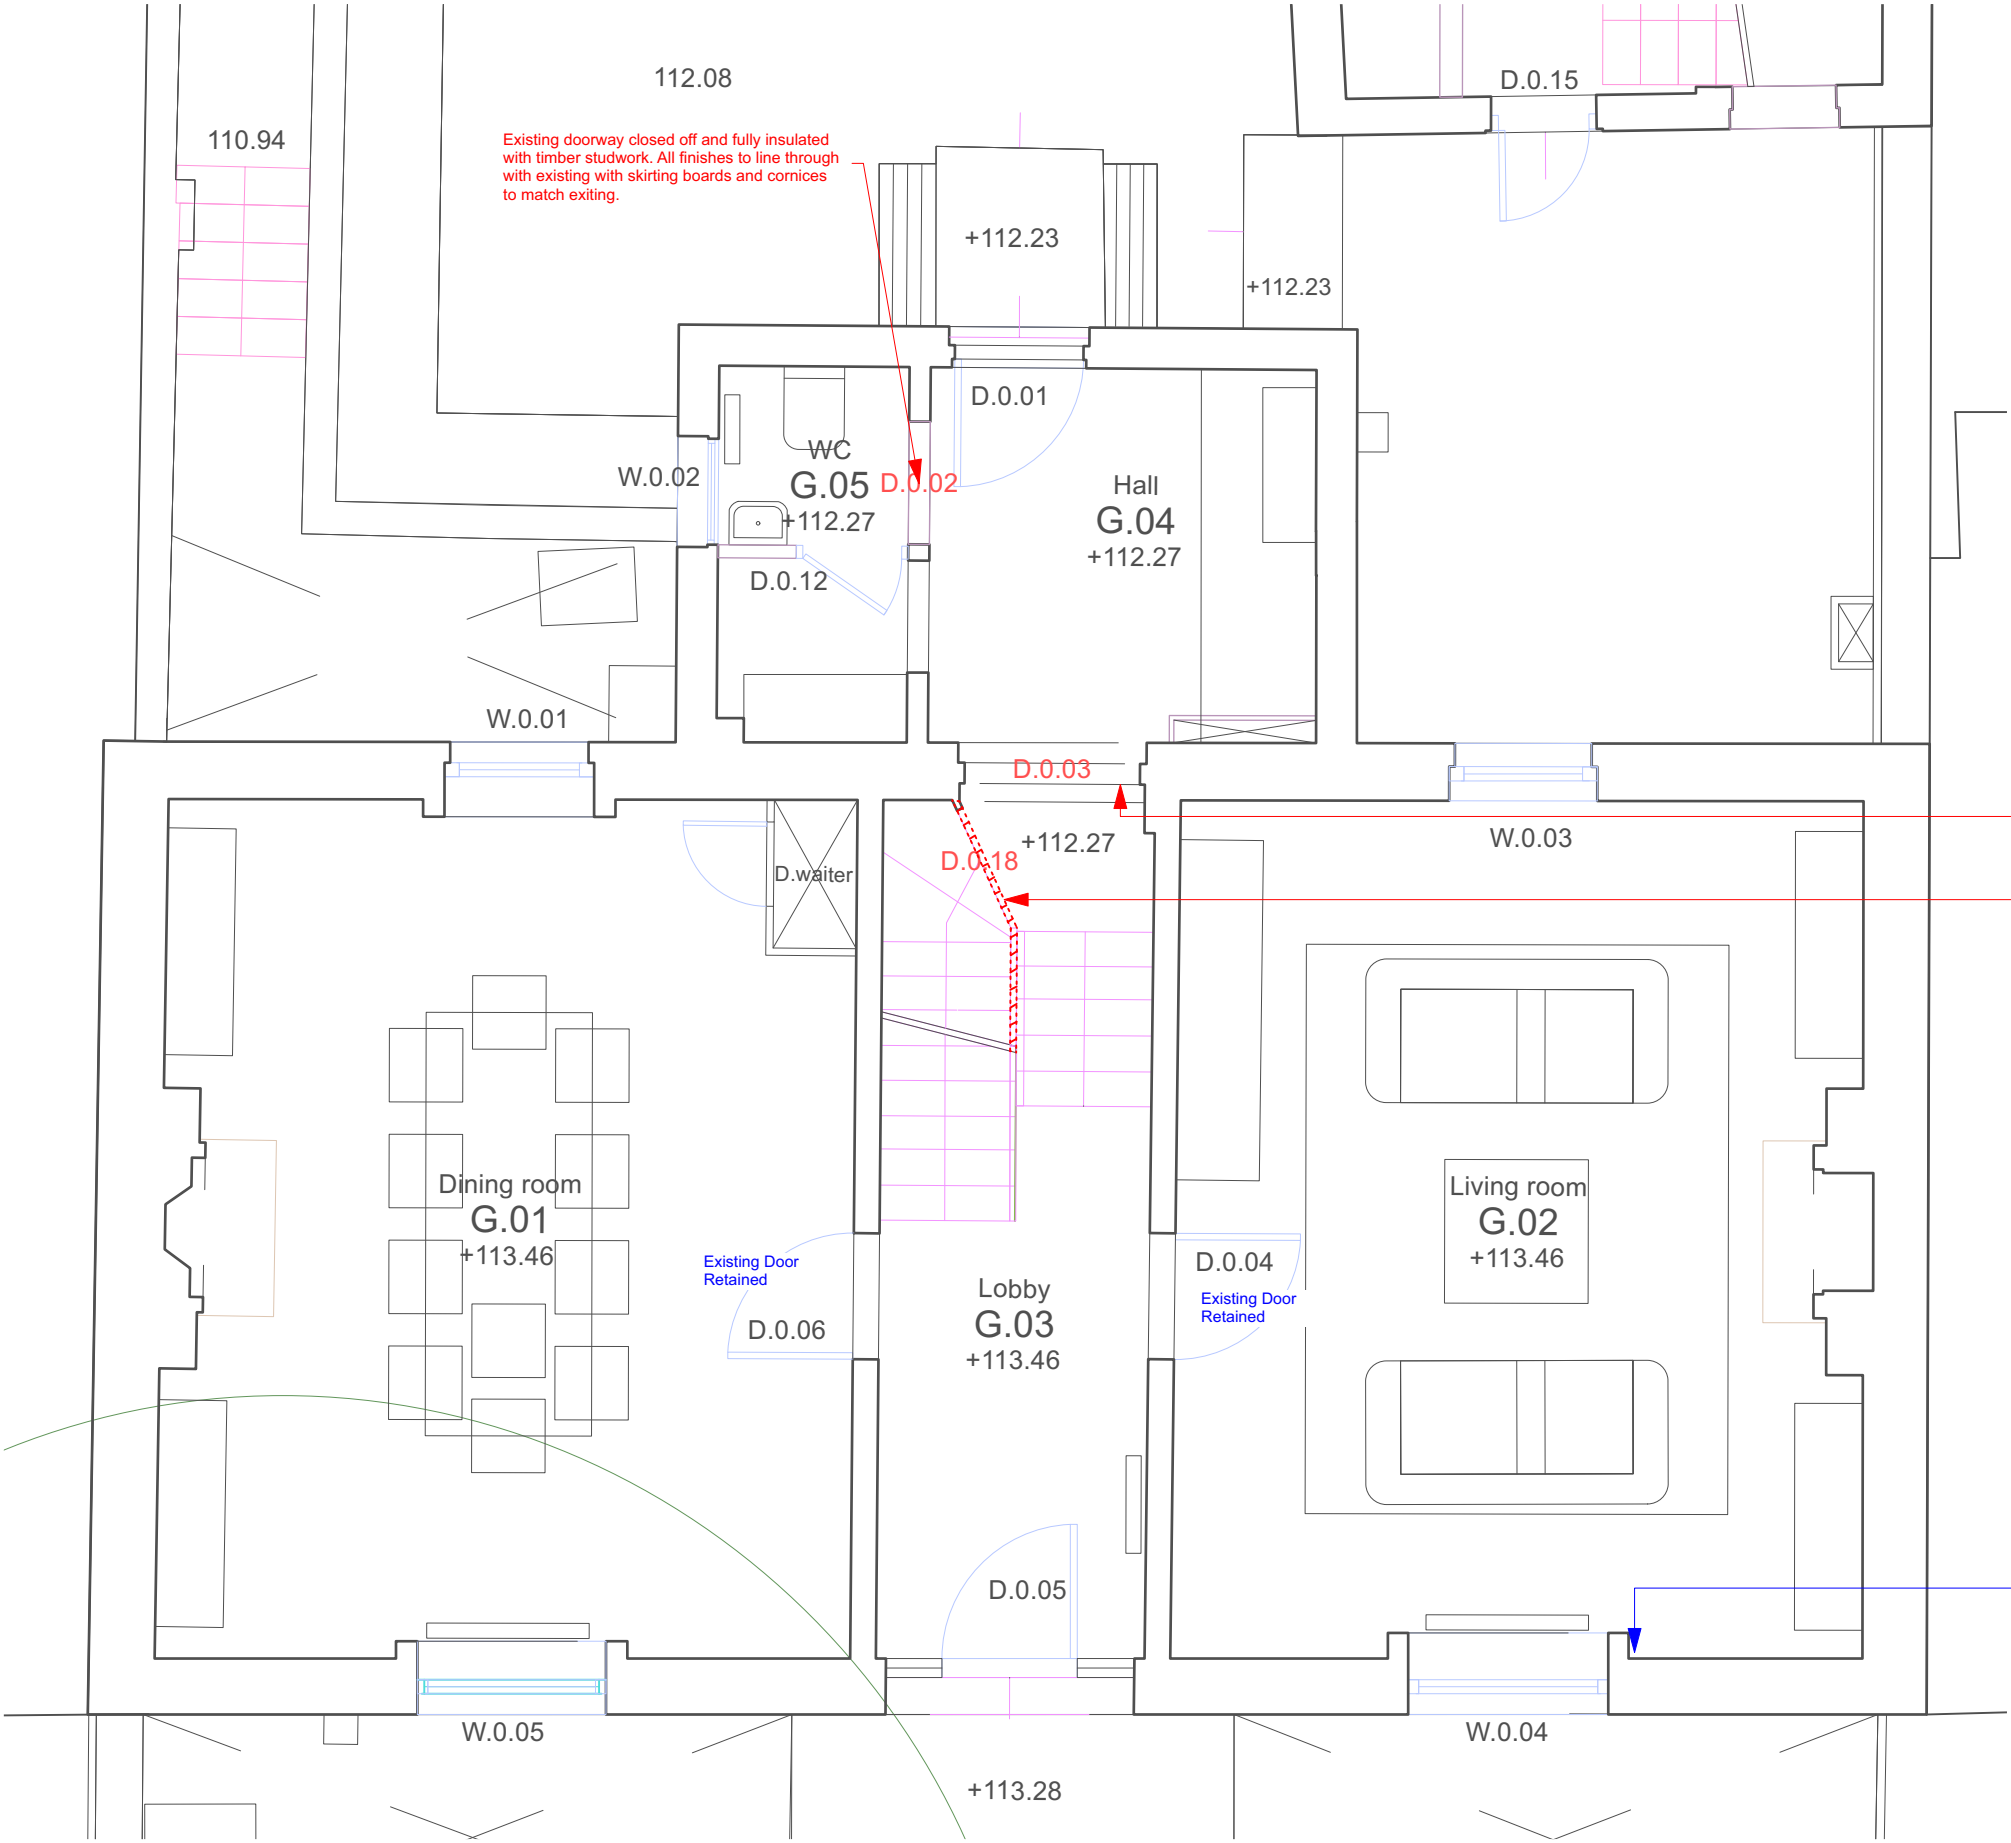 112.08
D.0.15
110.94
Existing doorway closed off and fully insulated
with timber studwork. All finishes to line through
with existing with skirting boards and cornices
to match exiting.
+112.23
+112.23
D.0.01
WC
G.05
+112.27
W.0.02
D.0.02
Hall
G.04
+112.27
D.0.12
W.0.01
D.0.03
+112.27
W.0.03
D.0.18
D.waiter
Dining room
G.01
+113.46
Living room
G.02
+113.46
Existing Door
Retained
D.0.06
D.0.04
Existing Door
Retained
Lobby
G.03
+113.46
D.0.05
W.0.05
W.0.04
+113.28